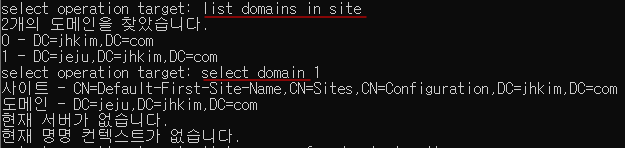 select operation target: list domains in site
2개의 도메인을 찾았습니다.
0 - DC=jhkim,DC=com
1 - DC=jeju,DC=jhkim,DC=com
select operation target: select domain 1
사이트 - CN=Default-First-Site-Name,CN=Sites,CN=Configuration,DC=jhkim,DC=com
도메인 - DC=jeju,DC=jhkim,DC=com
현재 서버가 없습니다.
현재 명명 컨텍스트가 없습니다.